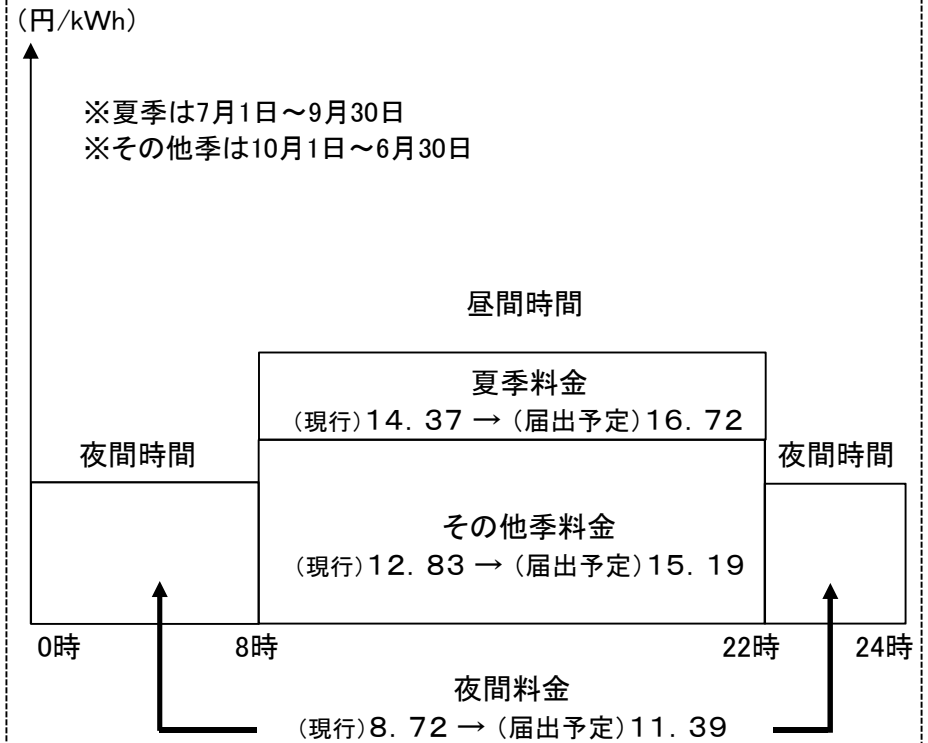 （円/kWh）
※夏季は7月1日～9月30日
※その他季は10月1日～6月30日
昼間時間
夏季料金
（現行）14．37 → （届出予定）16．72
夜間時間
夜間時間
その他季料金
（現行）12．83 → （届出予定）15．19
0時
8時
22時
24時
夜間料金
（現行）8．72 → （届出予定）11．39